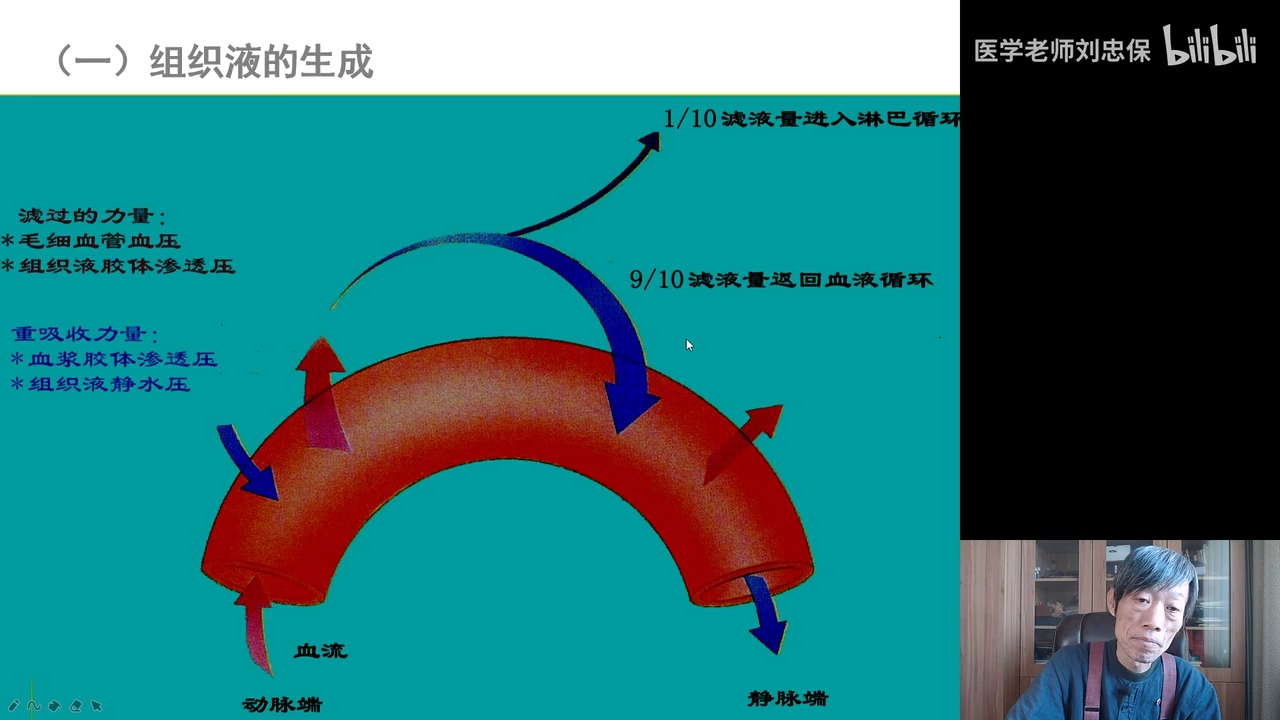 （一）组织液的生成
医学老师刘忠保 bilibili
1/10滤液量进入淋巴循环
滤过的力量：
*毛细血管血压
*组织液胶体渗透压
9/10滤液量返回血液循环
重吸收力量：
*血浆胶体渗透压
*组织液静水压
血流
动脉端
静脉端